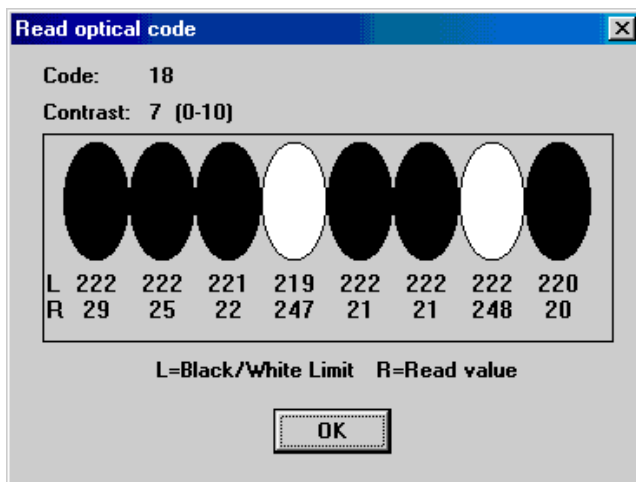 Read optical code
Code: 18
Contrast: 7 (0-10)
L 222 222 221 219 222 222 222 220
R 29 25 22 247 21 21 248 20
L=Black/White Limit R=Read value
OK